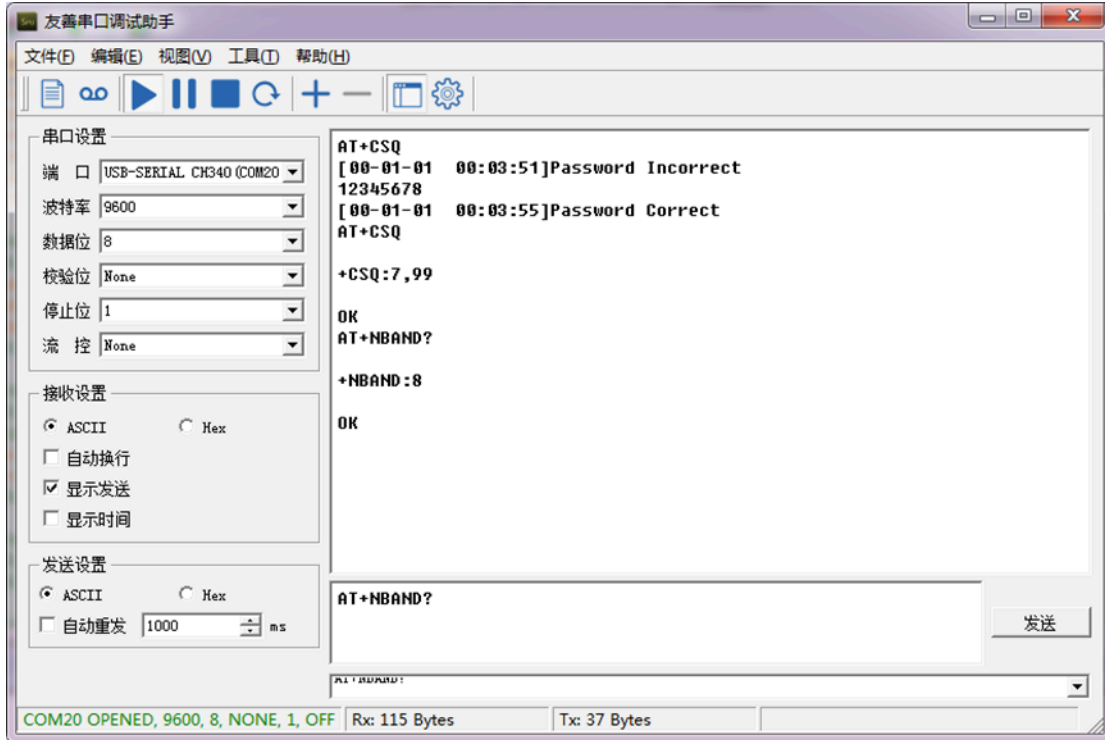 友善串口调试助手
文件(F) 编辑(E) 视图(V) 工具(T) 帮助(H)
串口设置
端 口 USB-SERIAL CH340 (COM20
波特率 9600
数据位 8
校验位 None
停止位 1
流 控 None
接收设置
ASCII Hex
自动换行
显示发送
显示时间
发送设置
ASCII Hex
自动重发 1000 ms
AT+CSQ
[00-01-01 00:03:51]Password Incorrect
12345678
[00-01-01 00:03:55]Password Correct
AT+CSQ
+CSQ:7,99
OK
AT+NBAND?
+NBAND:8
OK
AT+NBAND?
发送
AT+NBAND?
COM20 OPENED, 9600, 8, NONE, 1, OFF Rx: 115 Bytes Tx: 37 Bytes